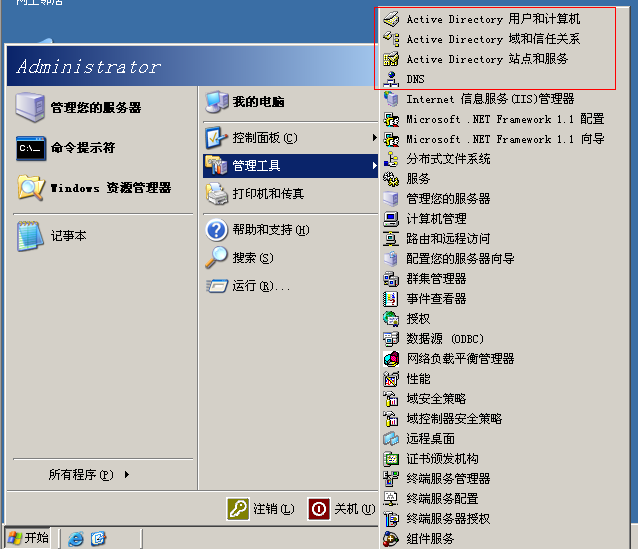 网上邻居
Administrator
管理您的服务器
命令提示符
Windows 资源管理器
记事本
所有程序(P)
我的电脑
控制面板(C)
管理工具
打印机和传真
帮助和支持(H)
搜索(S)
运行(R)...
注销(L)
关机(U)
开始
Active Directory 用户和计算机
Active Directory 域和信任关系
Active Directory 站点和服务
DNS
Internet 信息服务(IIS)管理器
Microsoft .NET Framework 1.1 配置
Microsoft .NET Framework 1.1 向导
分布式文件系统
服务
管理您的服务器
计算机管理
路由和远程访问
配置您的服务器向导
群集管理器
事件查看器
授权
数据源 (ODBC)
网络负载平衡管理器
性能
域安全策略
域控制器安全策略
远程桌面
证书颁发机构
终端服务管理器
终端服务配置
终端服务器授权
组件服务